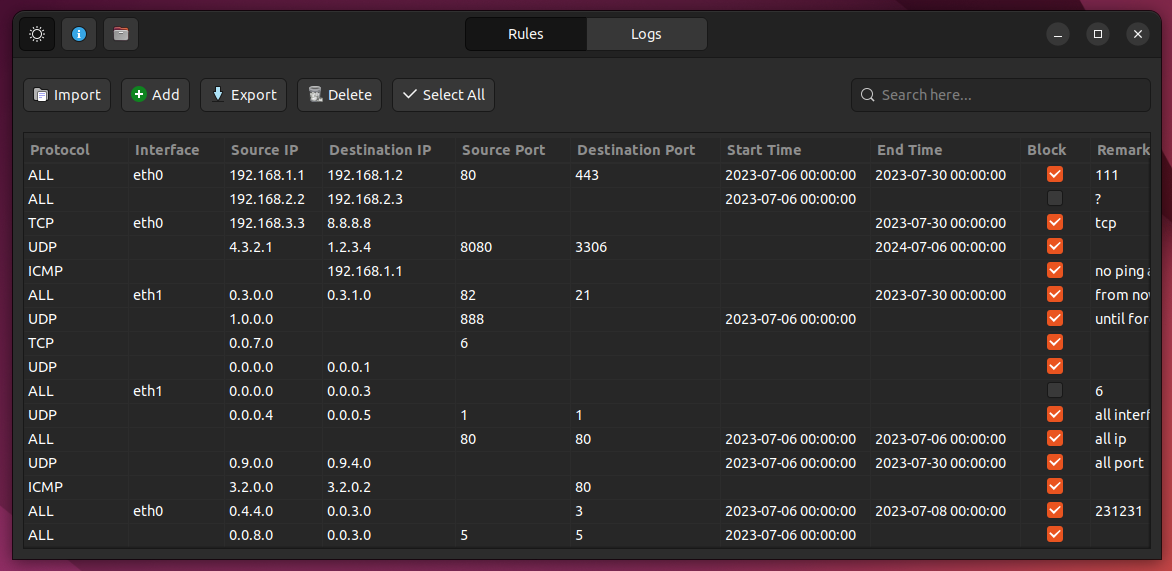 Rules Logs
Import Add Export Delete Select All Search here...
Protocol Interface Source IP Destination IP Source Port Destination Port Start Time End Time Block Remark
ALL eth0 192.168.1.1 192.168.1.2 80 443 2023-07-06 00:00:00 2023-07-30 00:00:00 111
ALL 192.168.2.2 192.168.2.3 2023-07-06 00:00:00 ?
TCP eth0 192.168.3.3 8.8.8.8 2023-07-30 00:00:00 tcp
UDP 4.3.2.1 1.2.3.4 8080 3306 2024-07-06 00:00:00
ICMP 192.168.1.1 no ping
ALL eth1 0.3.0.0 0.3.1.0 82 21 2023-07-30 00:00:00 from
UDP 1.0.0.0 888 2023-07-06 00:00:00 until
TCP 0.0.7.0 6
UDP 0.0.0.0 0.0.0.1
ALL eth1 0.0.0.0 0.0.0.3 6
UDP 0.0.0.4 0.0.0.5 1 1 all
ALL 80 80 2023-07-06 00:00:00 2023-07-06 00:00:00 all ip
UDP 0.9.0.0 0.9.4.0 2023-07-06 00:00:00 2023-07-30 00:00:00 all port
ICMP 3.2.0.0 3.2.0.2 80
ALL eth0 0.4.4.0 0.0.3.0 3 2023-07-06 00:00:00 2023-07-08 00:00:00 231231
ALL 0.0.8.0 0.0.3.0 5 5 2023-07-06 00:00:00